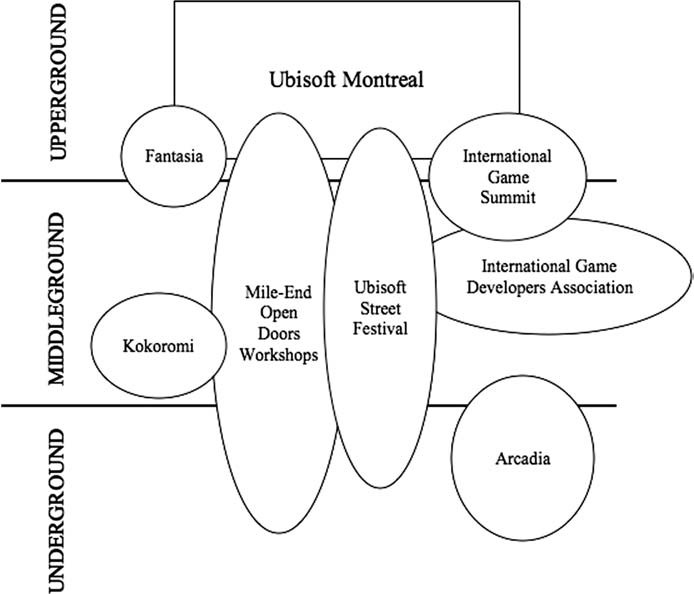 UPPERGROUND
Ubisoft Montreal
Fantasia
International
Game
Summit
MIDDLEGROUND
International Game
Developers Association
Mile-End
Open
Doors
Workshops
Ubisoft
Street
Festival
Kokoromi
UNDERGROUND
Arcadia